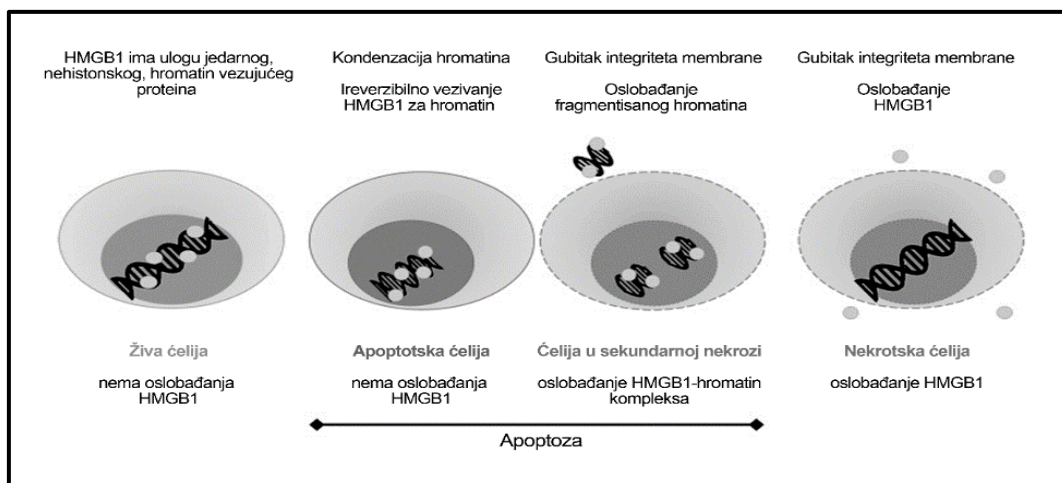 HMGB1 ima ulogu jedarnog,
nehistonskog, hromatin vezujućeg
proteina
Kondenzacija hromatina
Ireverzibilno vezivanje
HMGB1 za hromatin
Gubitak integriteta membrane
Oslobađanje
fragmentisanog hromatina
Gubitak integriteta membrane
Oslobađanje
HMGB1
Živa ćelija
nema oslobađanja
HMGB1
Apoptotska ćelija
nema oslobađanja
HMGB1
Ćelija u sekundarnoj nekrozi
oslobađanje HMGB1-hromatin
kompleksa
Nekrotska ćelija
oslobađanje HMGB1
Apoptoza